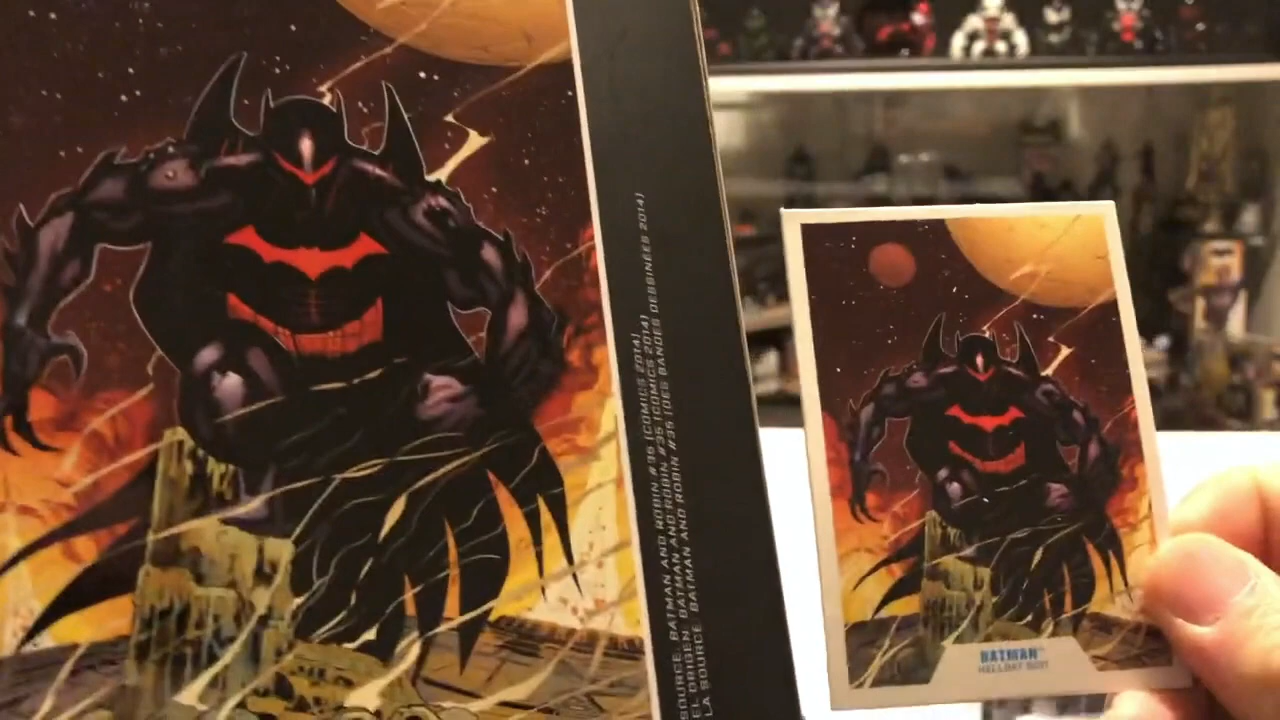 SOURCE: BATMAN AND ROBIN #35 (COMICS 2014)
EL ORIGEN: BATMAN AND ROBIN #35 (COMICS 2014)
LA SOURCE: BATMAN AND ROBIN #35 (DES BANDES DESSINÉES 2014)
BATMAN™
HELLBAT SUIT